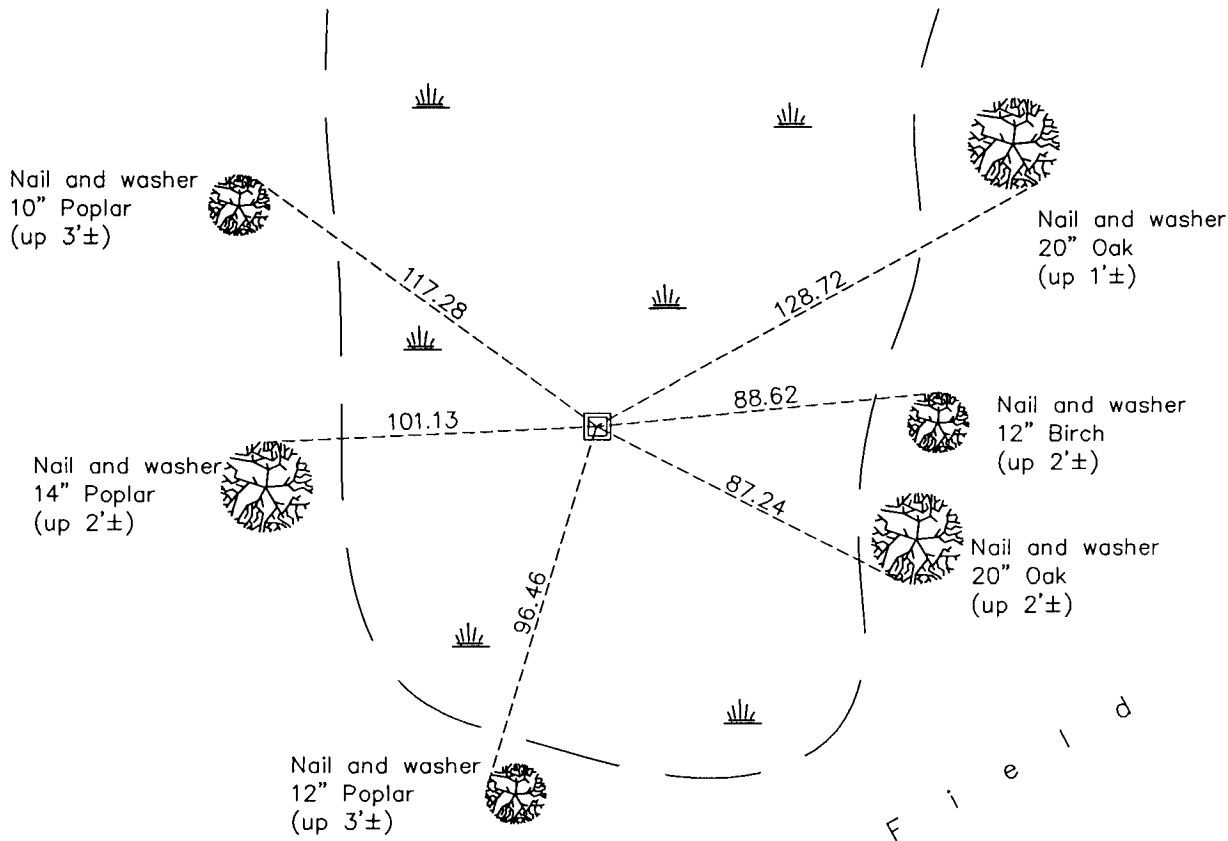 Nail and washer
10" Poplar
(up 3'±)
117.28
128.72
Nail and washer
20" Oak
(up 1'±)
101.13
88.62
Nail and washer
12" Birch
(up 2'±)
Nail and washer
14" Poplar
(up 2'±)
87.24
Nail and washer
20" Oak
(up 2'±)
96.46
Nail and washer
12" Poplar
(up 3'±)
Field